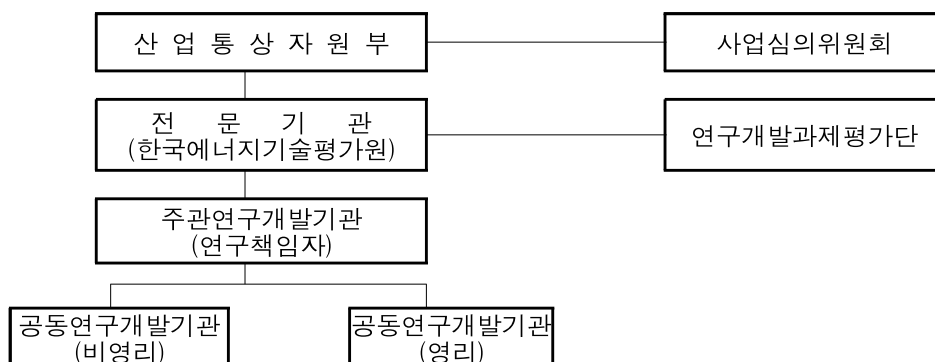 산 업 통 상 자 원 부
사업심의위원회
전 문 기 관
(한국에너지기술평가원)
연구개발과제평가단
주관연구개발기관
(연구책임자)
공동연구개발기관
(비영리)
공동연구개발기관
(영리)